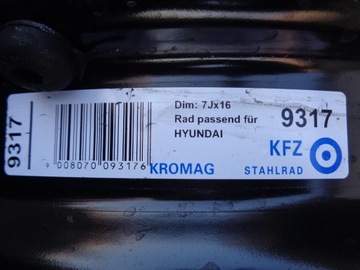 9317
Dim: 7Jx16
Rad passend für
HYUNDAI
9317
9 008070 093176
KROMAG
KFZ
STAHLRAD